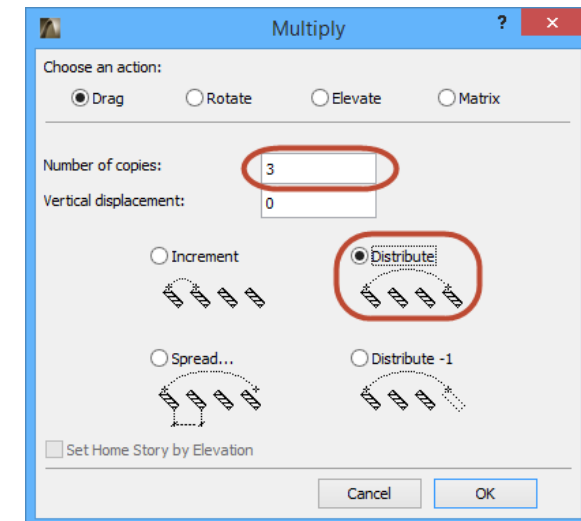 Multiply ?
Choose an action:
Drag Rotate Elevate Matrix
Number of copies: 3
Vertical displacement: 0
Increment Distribute
Spread... Distribute -1
Set Home Story by Elevation
Cancel OK